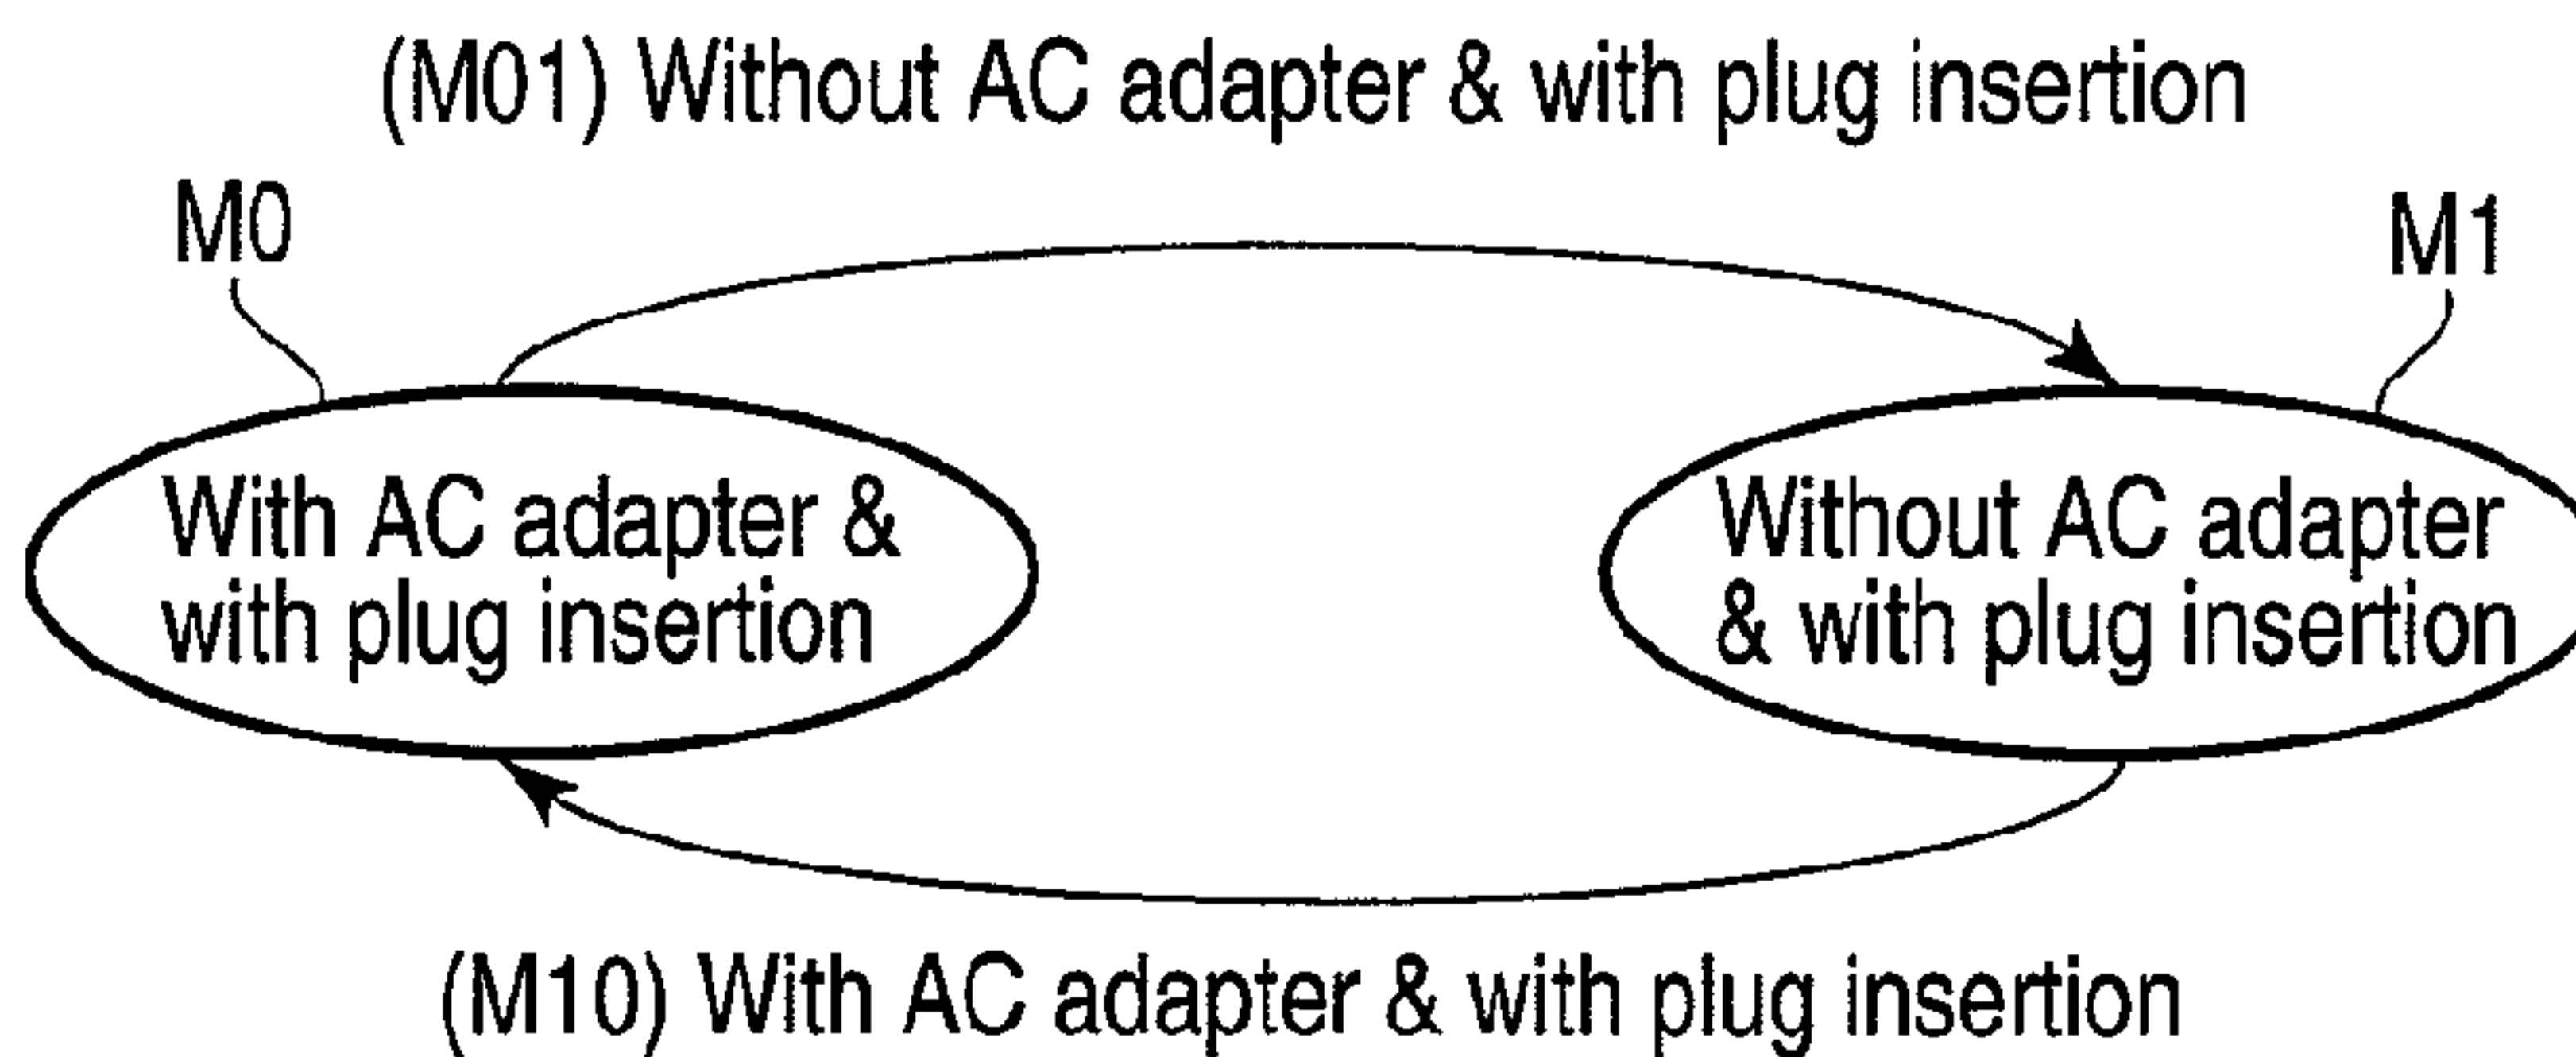 (M01) Without AC adapter & with plug insertion
M0
M1
With AC adapter &
with plug insertion
Without AC adapter
& with plug insertion
(M10) With AC adapter & with plug insertion